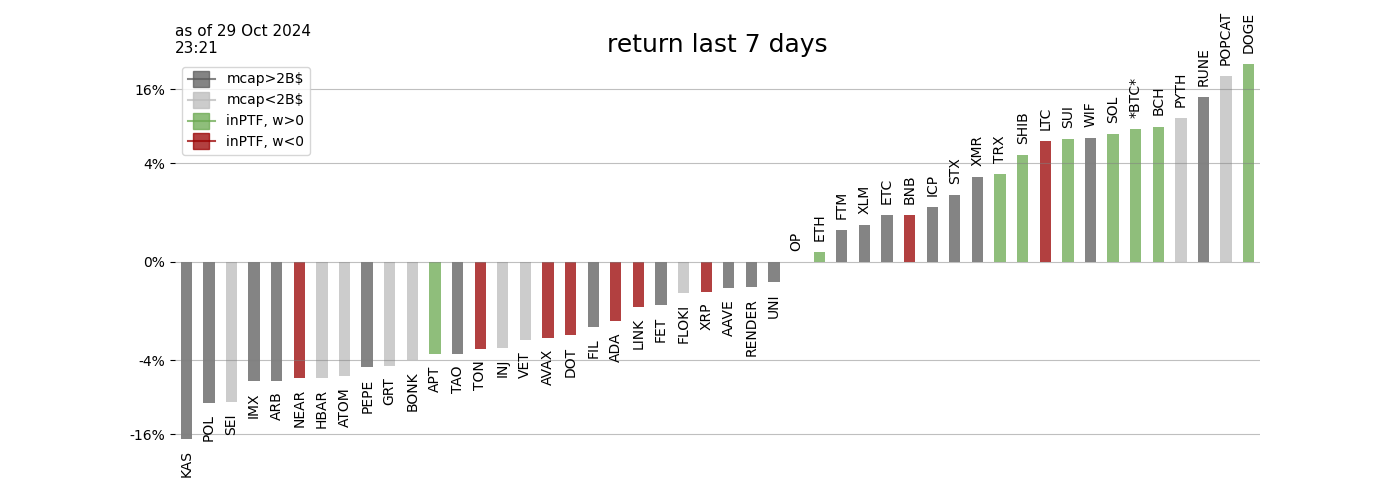 as of 29 Oct 2024
23:21
return last 7 days
mcap>2B$
mcap<2B$
inPTF, w>0
inPTF, w<0
16%
4%
0%
-4%
-16%
KAS
POL
SEI
IMX
ARB
NEAR
HBAR
ATOM
PEPE
GRT
BONK
APT
TAO
TON
INJ
VET
AVAX
DOT
FIL
ADA
LINK
FET
FLOKI
XRP
AAVE
RENDER
UNI
OP
ETH
FTM
XLM
ETC
BNB
ICP
STX
XMR
TRX
SHIB
LTC
SUI
WIF
SOL
*BTC*
BCH
PYTH
RUNE
POPCAT
DOGE